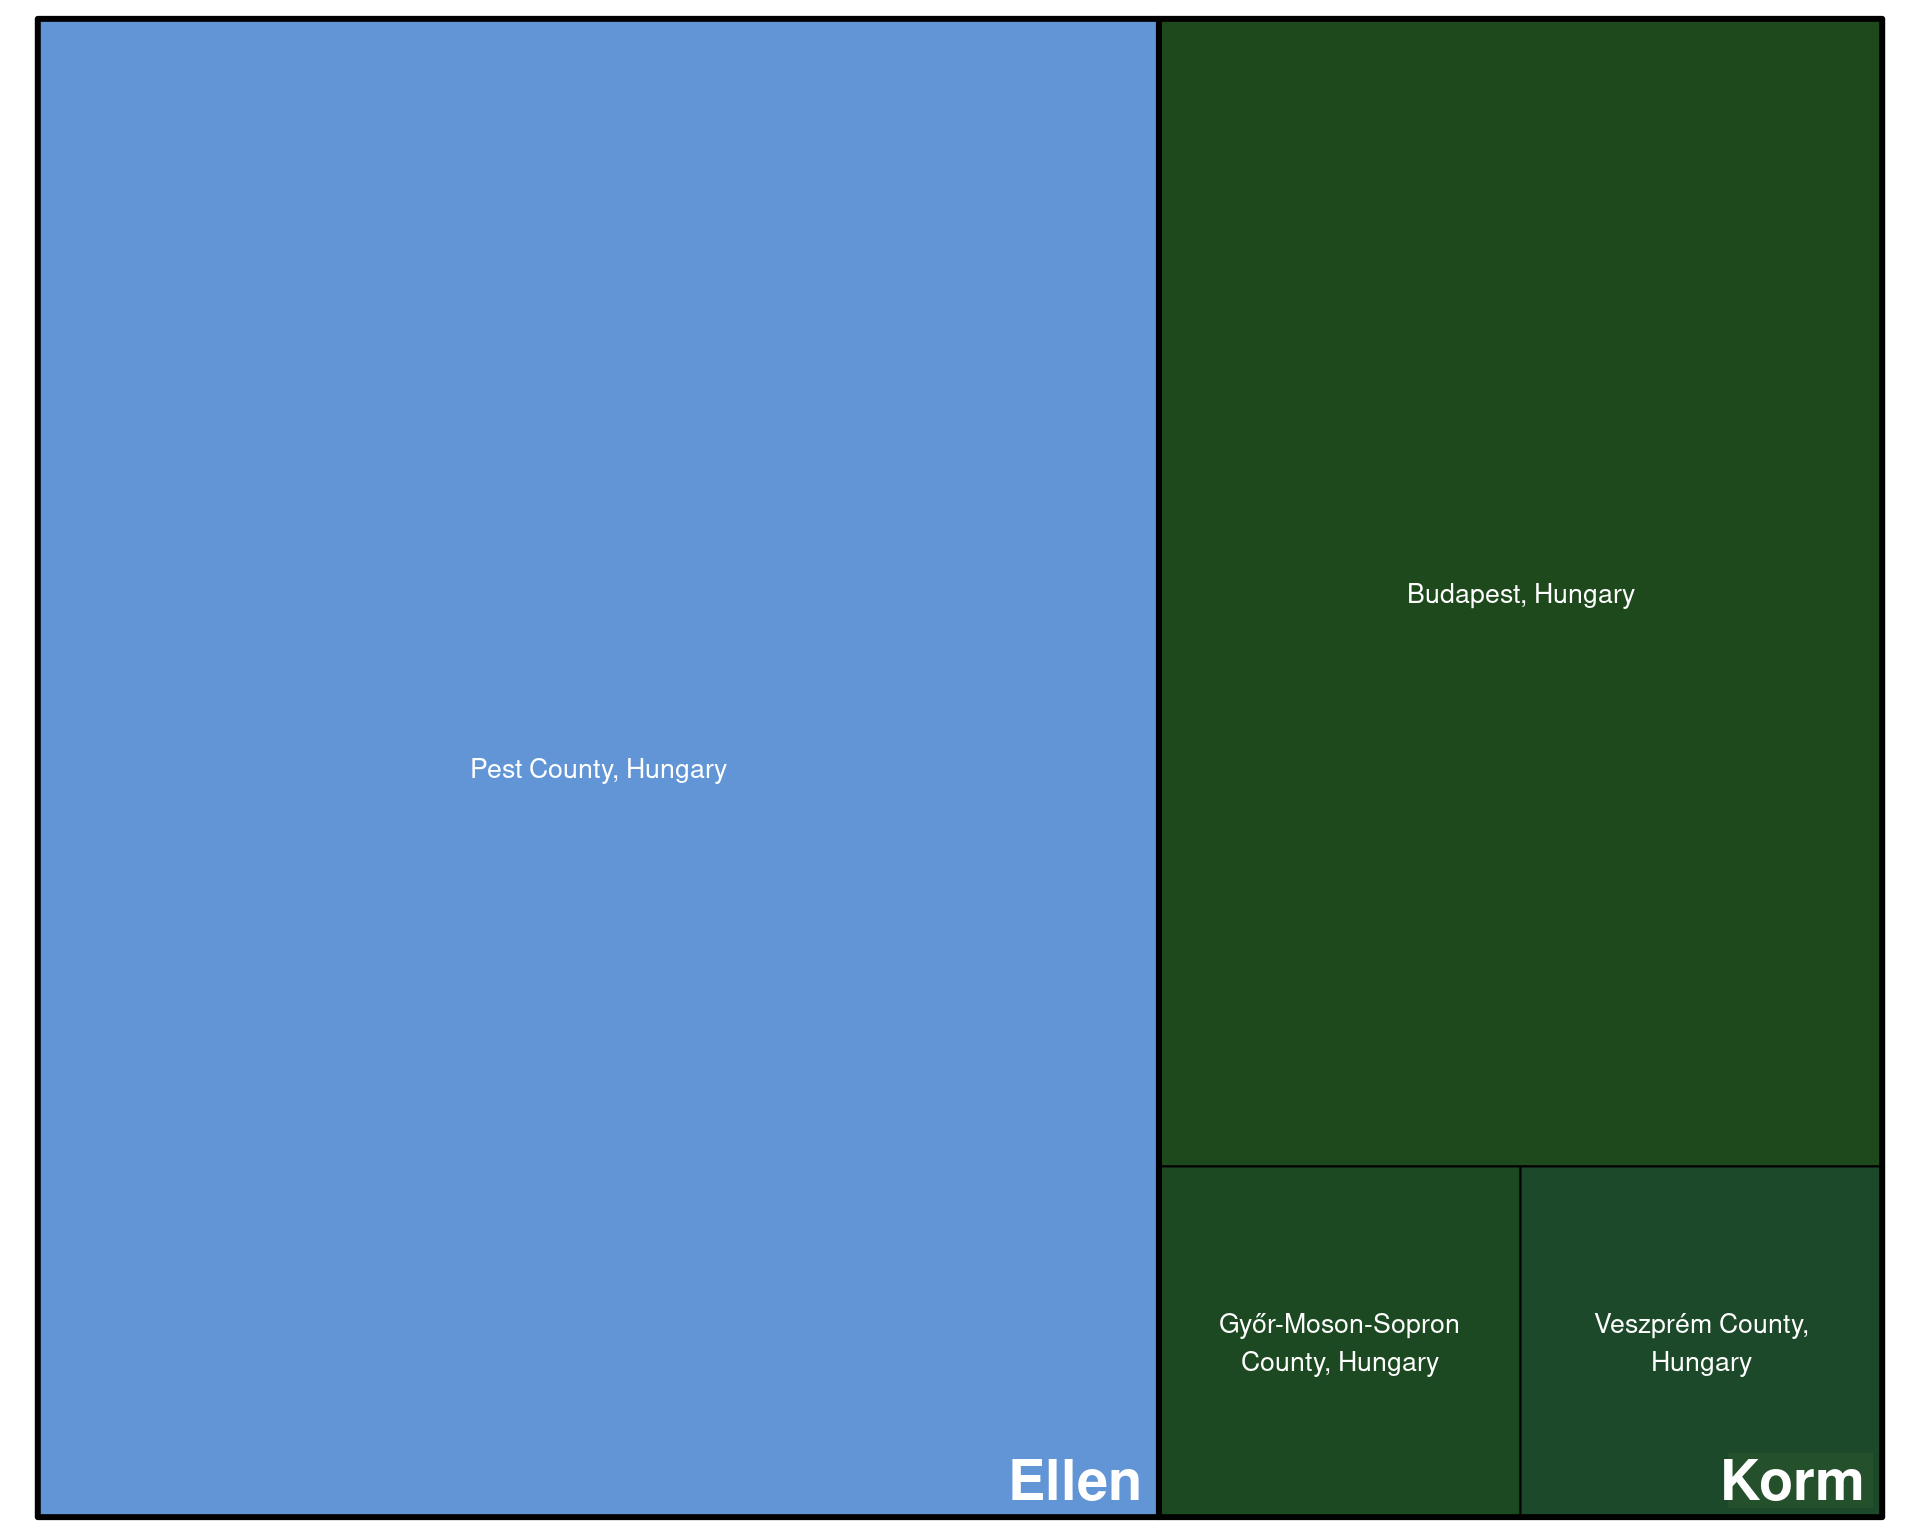 Budapest, Hungary
Pest County, Hungary
Győr-Moson-Sopron
County, Hungary
Veszprém County,
Hungary
Ellen
Korm